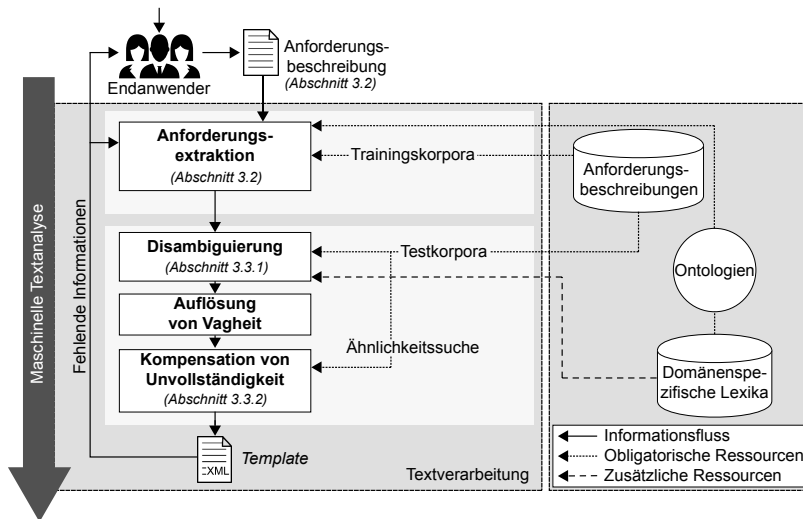 Endanwender
Anforderungs-
beschreibung
(Abschnitt 3.2)
Maschinelle Textanalyse
Fehlende Informationen
Anforderungs-
extraktion
(Abschnitt 3.2)
Trainingskorpora
Anforderungs-
beschreibungen
Disambiguierung
(Abschnitt 3.3.1)
Testkorpora
Ontologien
Auflösung
von Vagheit
Ähnlichkeitssuche
Kompensation von
Unvollständigkeit
(Abschnitt 3.3.2)
Domänenspe-
zifische Lexika
XML
Template
Textverarbeitung
Informationsfluss
Obligatorische Ressourcen
Zusätzliche Ressourcen